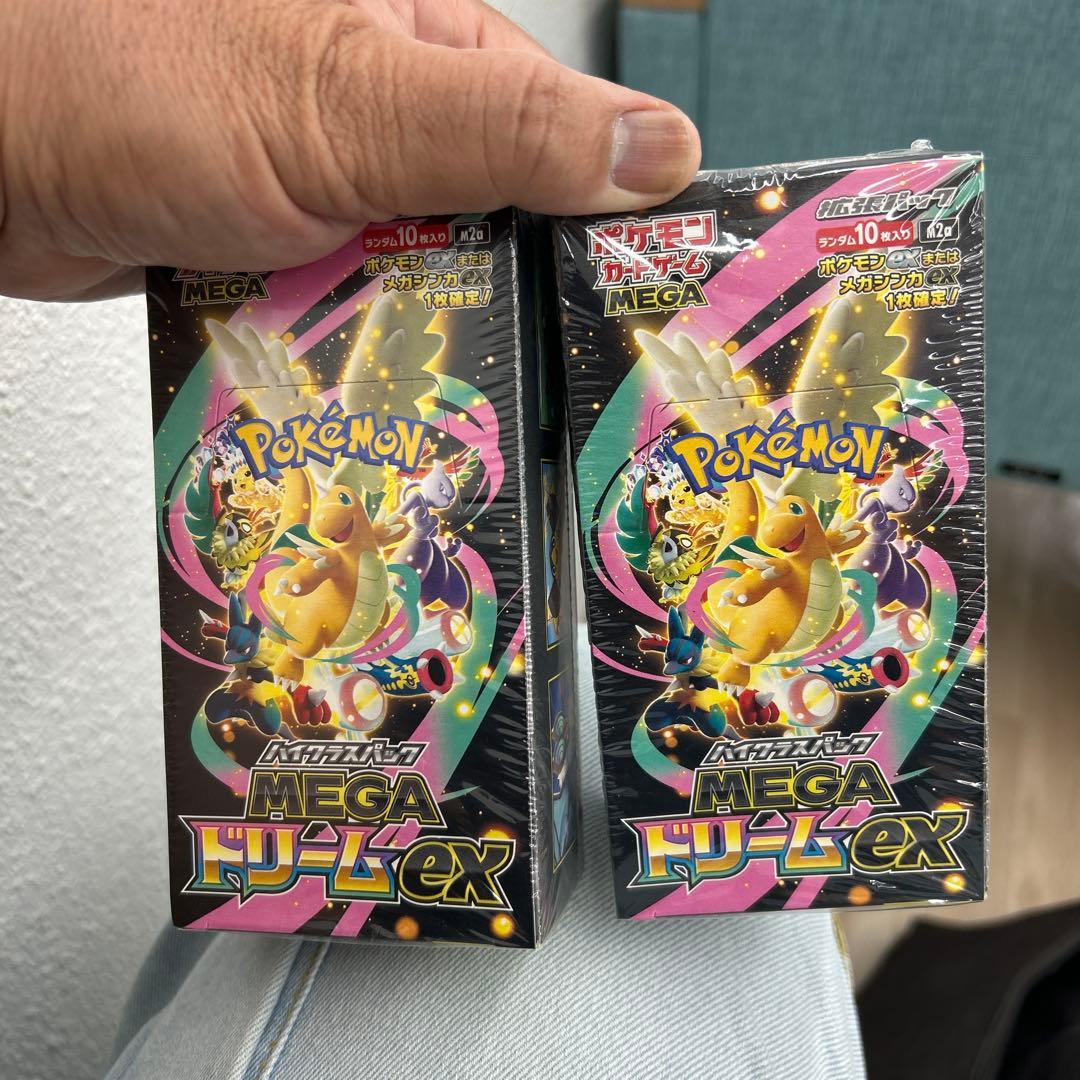 ランダム10枚入り M2a
ポケモンexまたは
メガシンカex
1枚確定!
MEGA
POKéMON
ハイクラスパック
MEGA
ドリームex
拡張パック
ポケモン
カードゲーム
MEGA
ランダム10枚入り M2a
ポケモンexまたは
メガシンカex
1枚確定!
POKéMON
TM
ハイクラスパック
MEGA
ドリームex